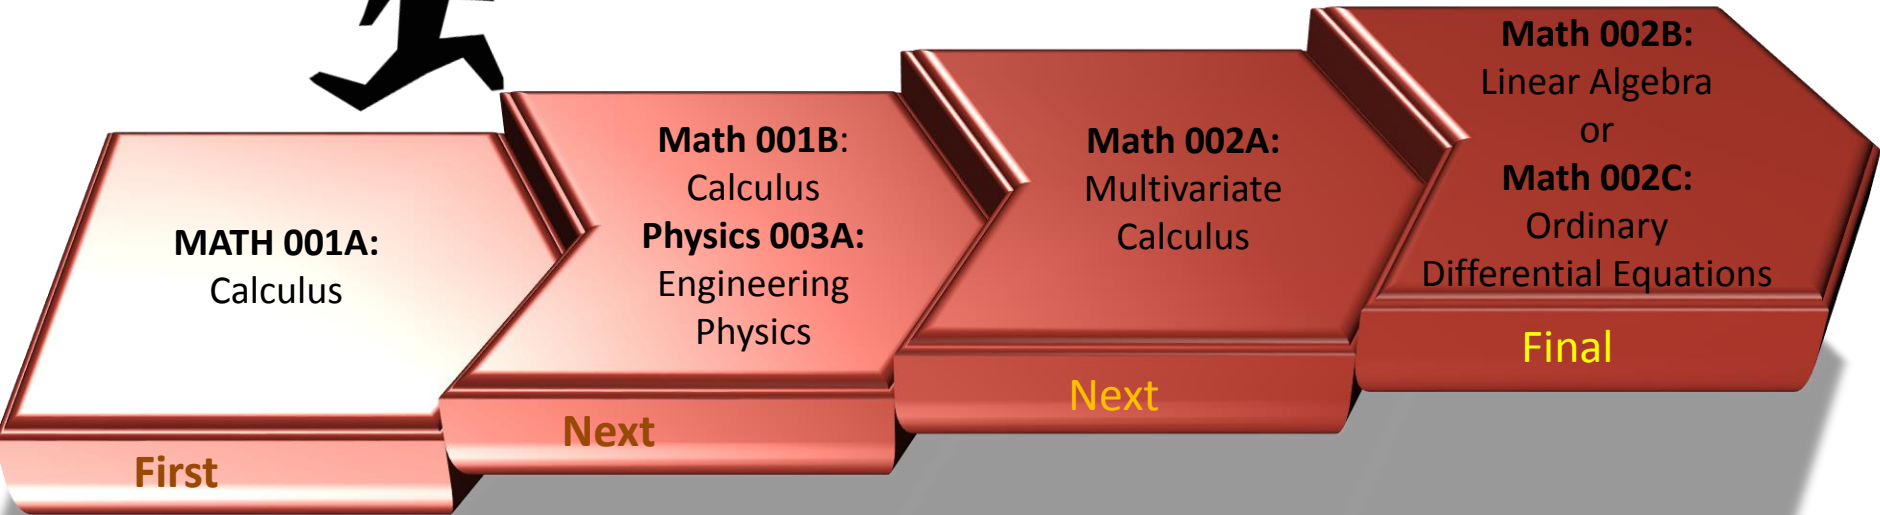 MATH 001A:
Calculus
First
Math 001B:
Calculus
Physics 003A:
Engineering
Physics
Next
Math 002A:
Multivariate
Calculus
Next
Math 002B:
Linear Algebra
or
Math 002C:
Ordinary
Differential Equations
Final